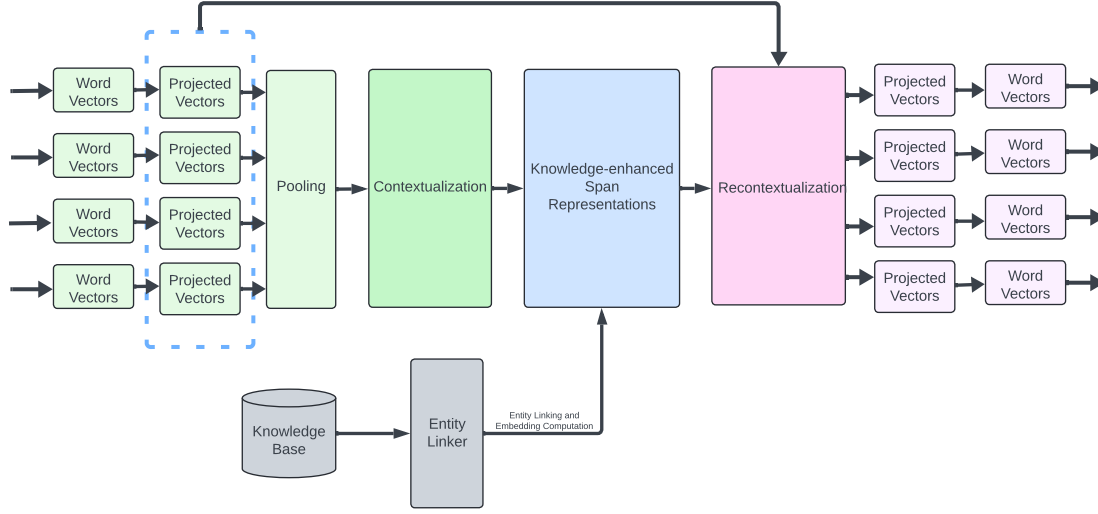 Word
Vectors
Projected
Vectors
Word
Vectors
Projected
Vectors
Word
Vectors
Projected
Vectors
Word
Vectors
Projected
Vectors
Pooling
Contextualization
Knowledge-enhanced
Span
Representations
Recontextualization
Projected
Vectors
Word
Vectors
Projected
Vectors
Word
Vectors
Projected
Vectors
Word
Vectors
Projected
Vectors
Word
Vectors
Knowledge
Base
Entity
Linker
Entity Linking and
Embedding Computation